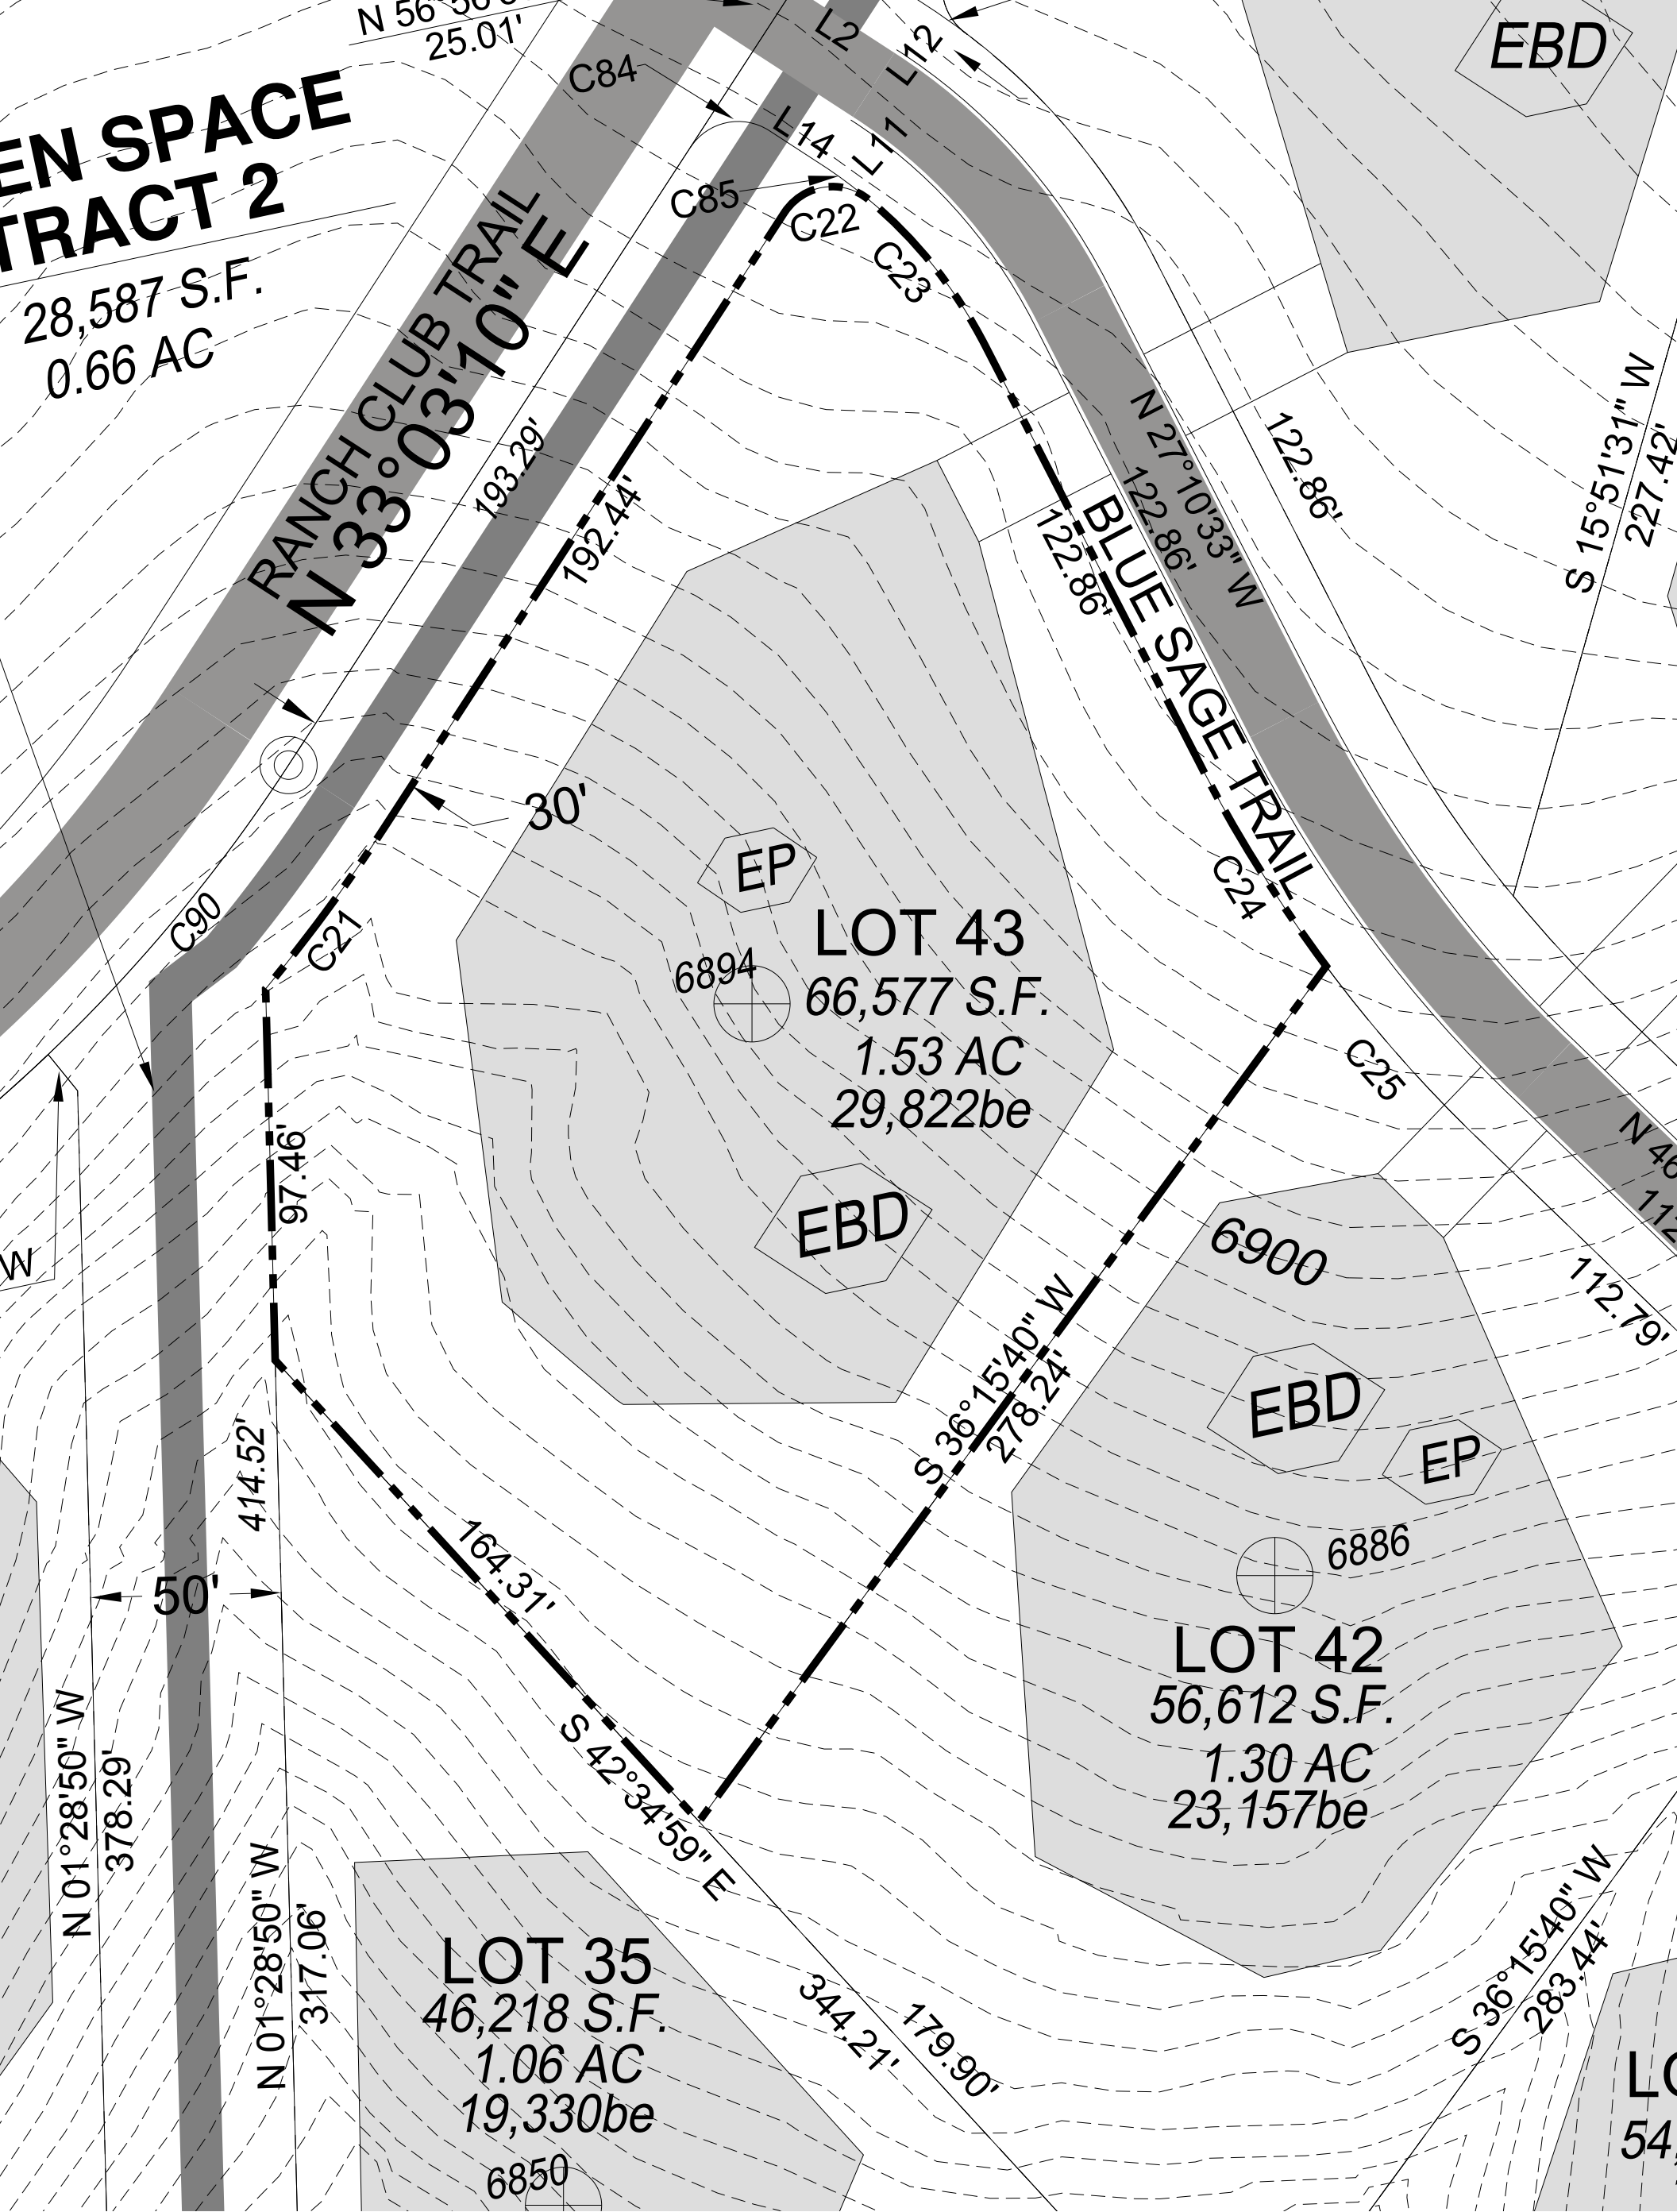 25.01'
EBD
L2
L12
C84
L14
L11
EN SPACE
TRACT 2
28,587 S.F.
0.66 AC
C85
C22
C23
RANCH CLUB TRAIL
N 33°03'10" E
193.29'
192.44'
N 27°10'33" W
122.86'
122.86'
122.86'
BLUE SAGE TRAIL
S 15°51'31" W
227.42'
30'
EP
C24
C90
C21
LOT 43
6894
66,577 S.F.
1.53 AC
29,822be
C25
97.46'
EBD
N 46
W
6900
112.79'
S 36°15'40" W
278.24'
EBD
EP
414.52'
164.31'
6886
50'
LOT 42
56,612 S.F.
1.30 AC
23,157be
S 42°34'59" E
N 01°28'50" W
378.29'
N 01°28'50" W
317.06'
S 36°15'40" W
283.44'
LOT 35
46,218 S.F.
1.06 AC
19,330be
344.21'
179.90'
6850
54,